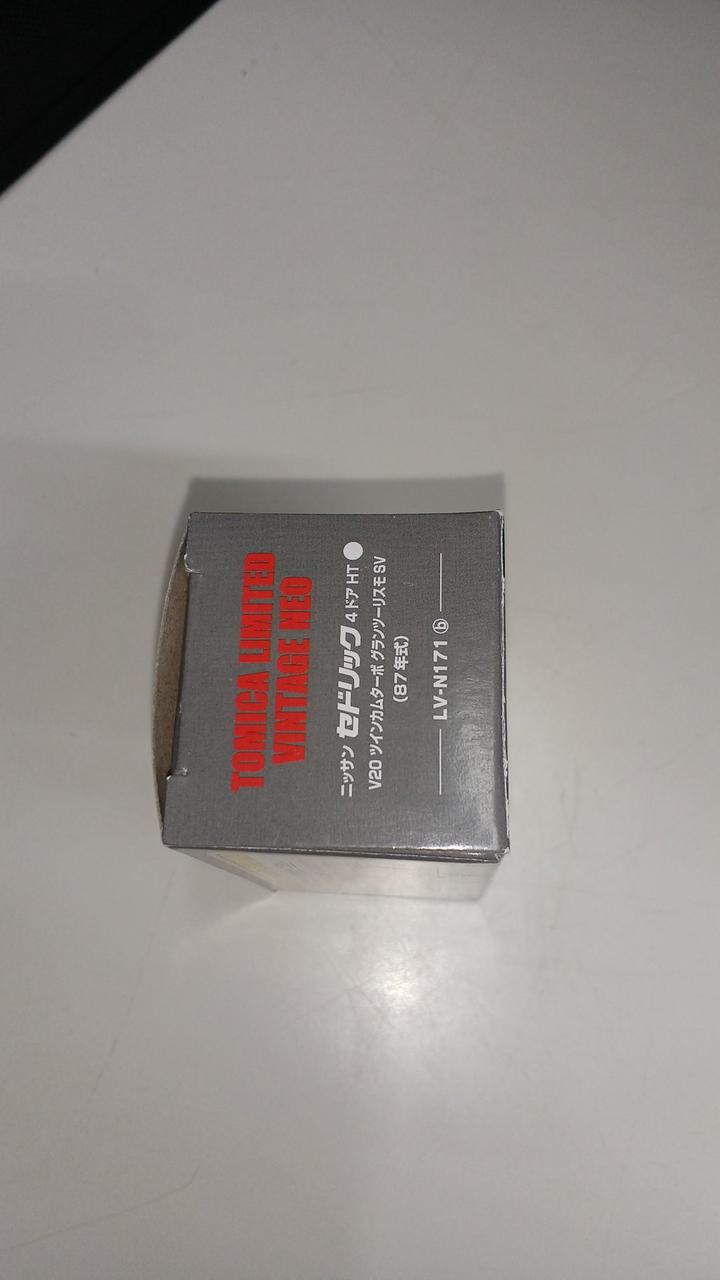 TOMICA LIMITED
VINTAGE NEO
ニッサン セドリック 4ドア HT
V20 ツインカムターボ グランツーリスモ SV
(87年式)
LV-N171 ⓑ